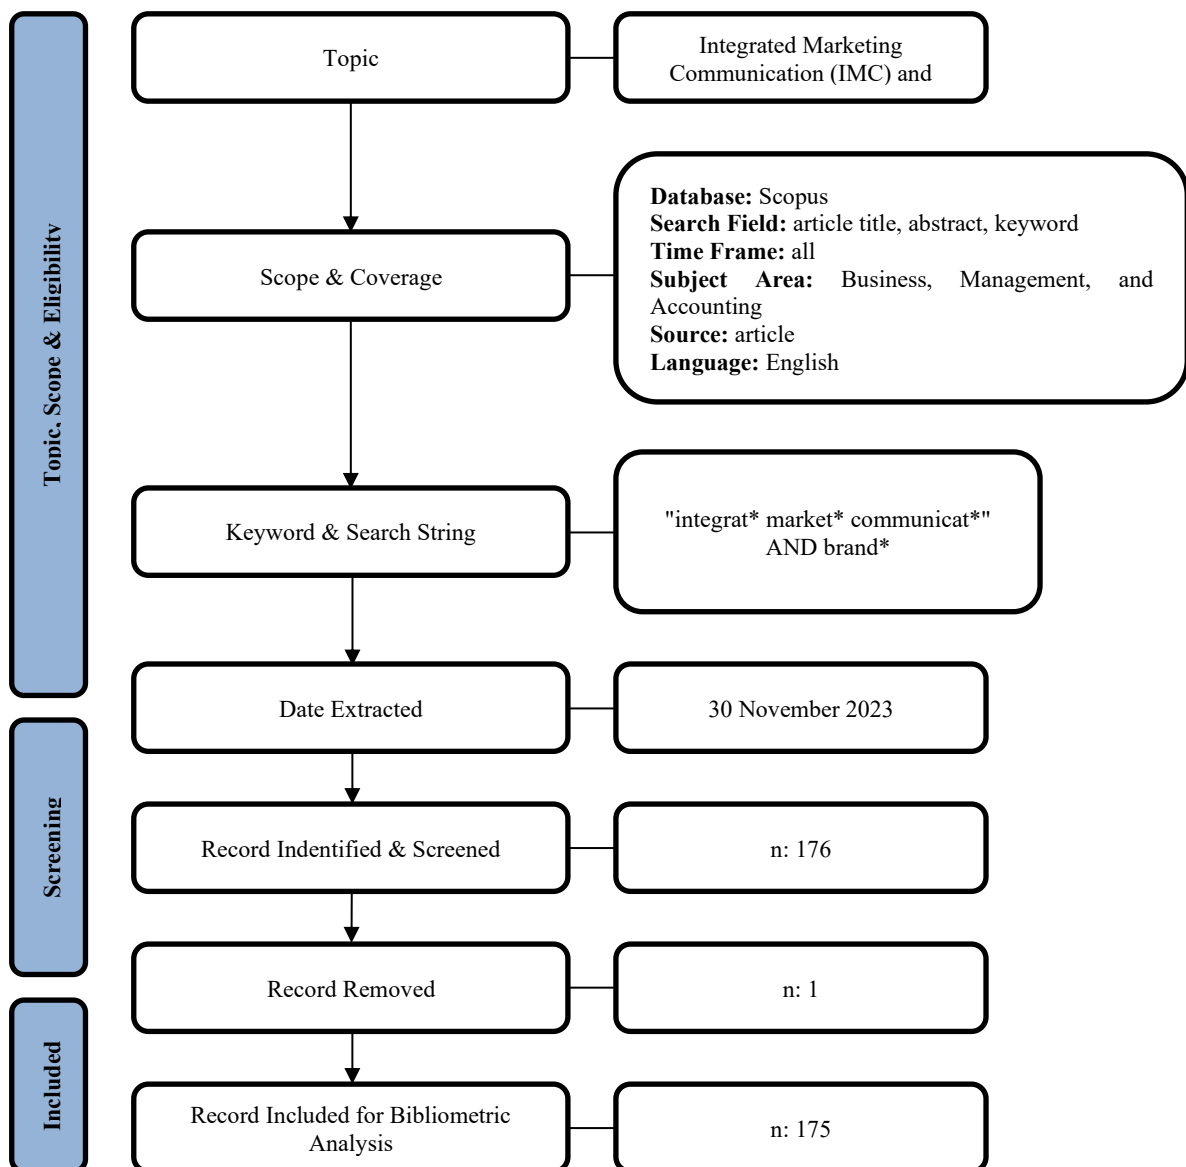 Topic
Integrated Marketing
Communication (IMC) and
Topic, Scope & Eligibility
Scope & Coverage
Database: Scopus
Search Field: article title, abstract, keyword
Time Frame: all
Subject Area: Business, Management, and
Accounting
Source: article
Language: English
Keyword & Search String
"integrat* market* communicat*"
AND brand*
Date Extracted
30 November 2023
Screening
Record Indentified & Screened
n: 176
Record Removed
n: 1
Included
Record Included for Bibliometric
Analysis
n: 175